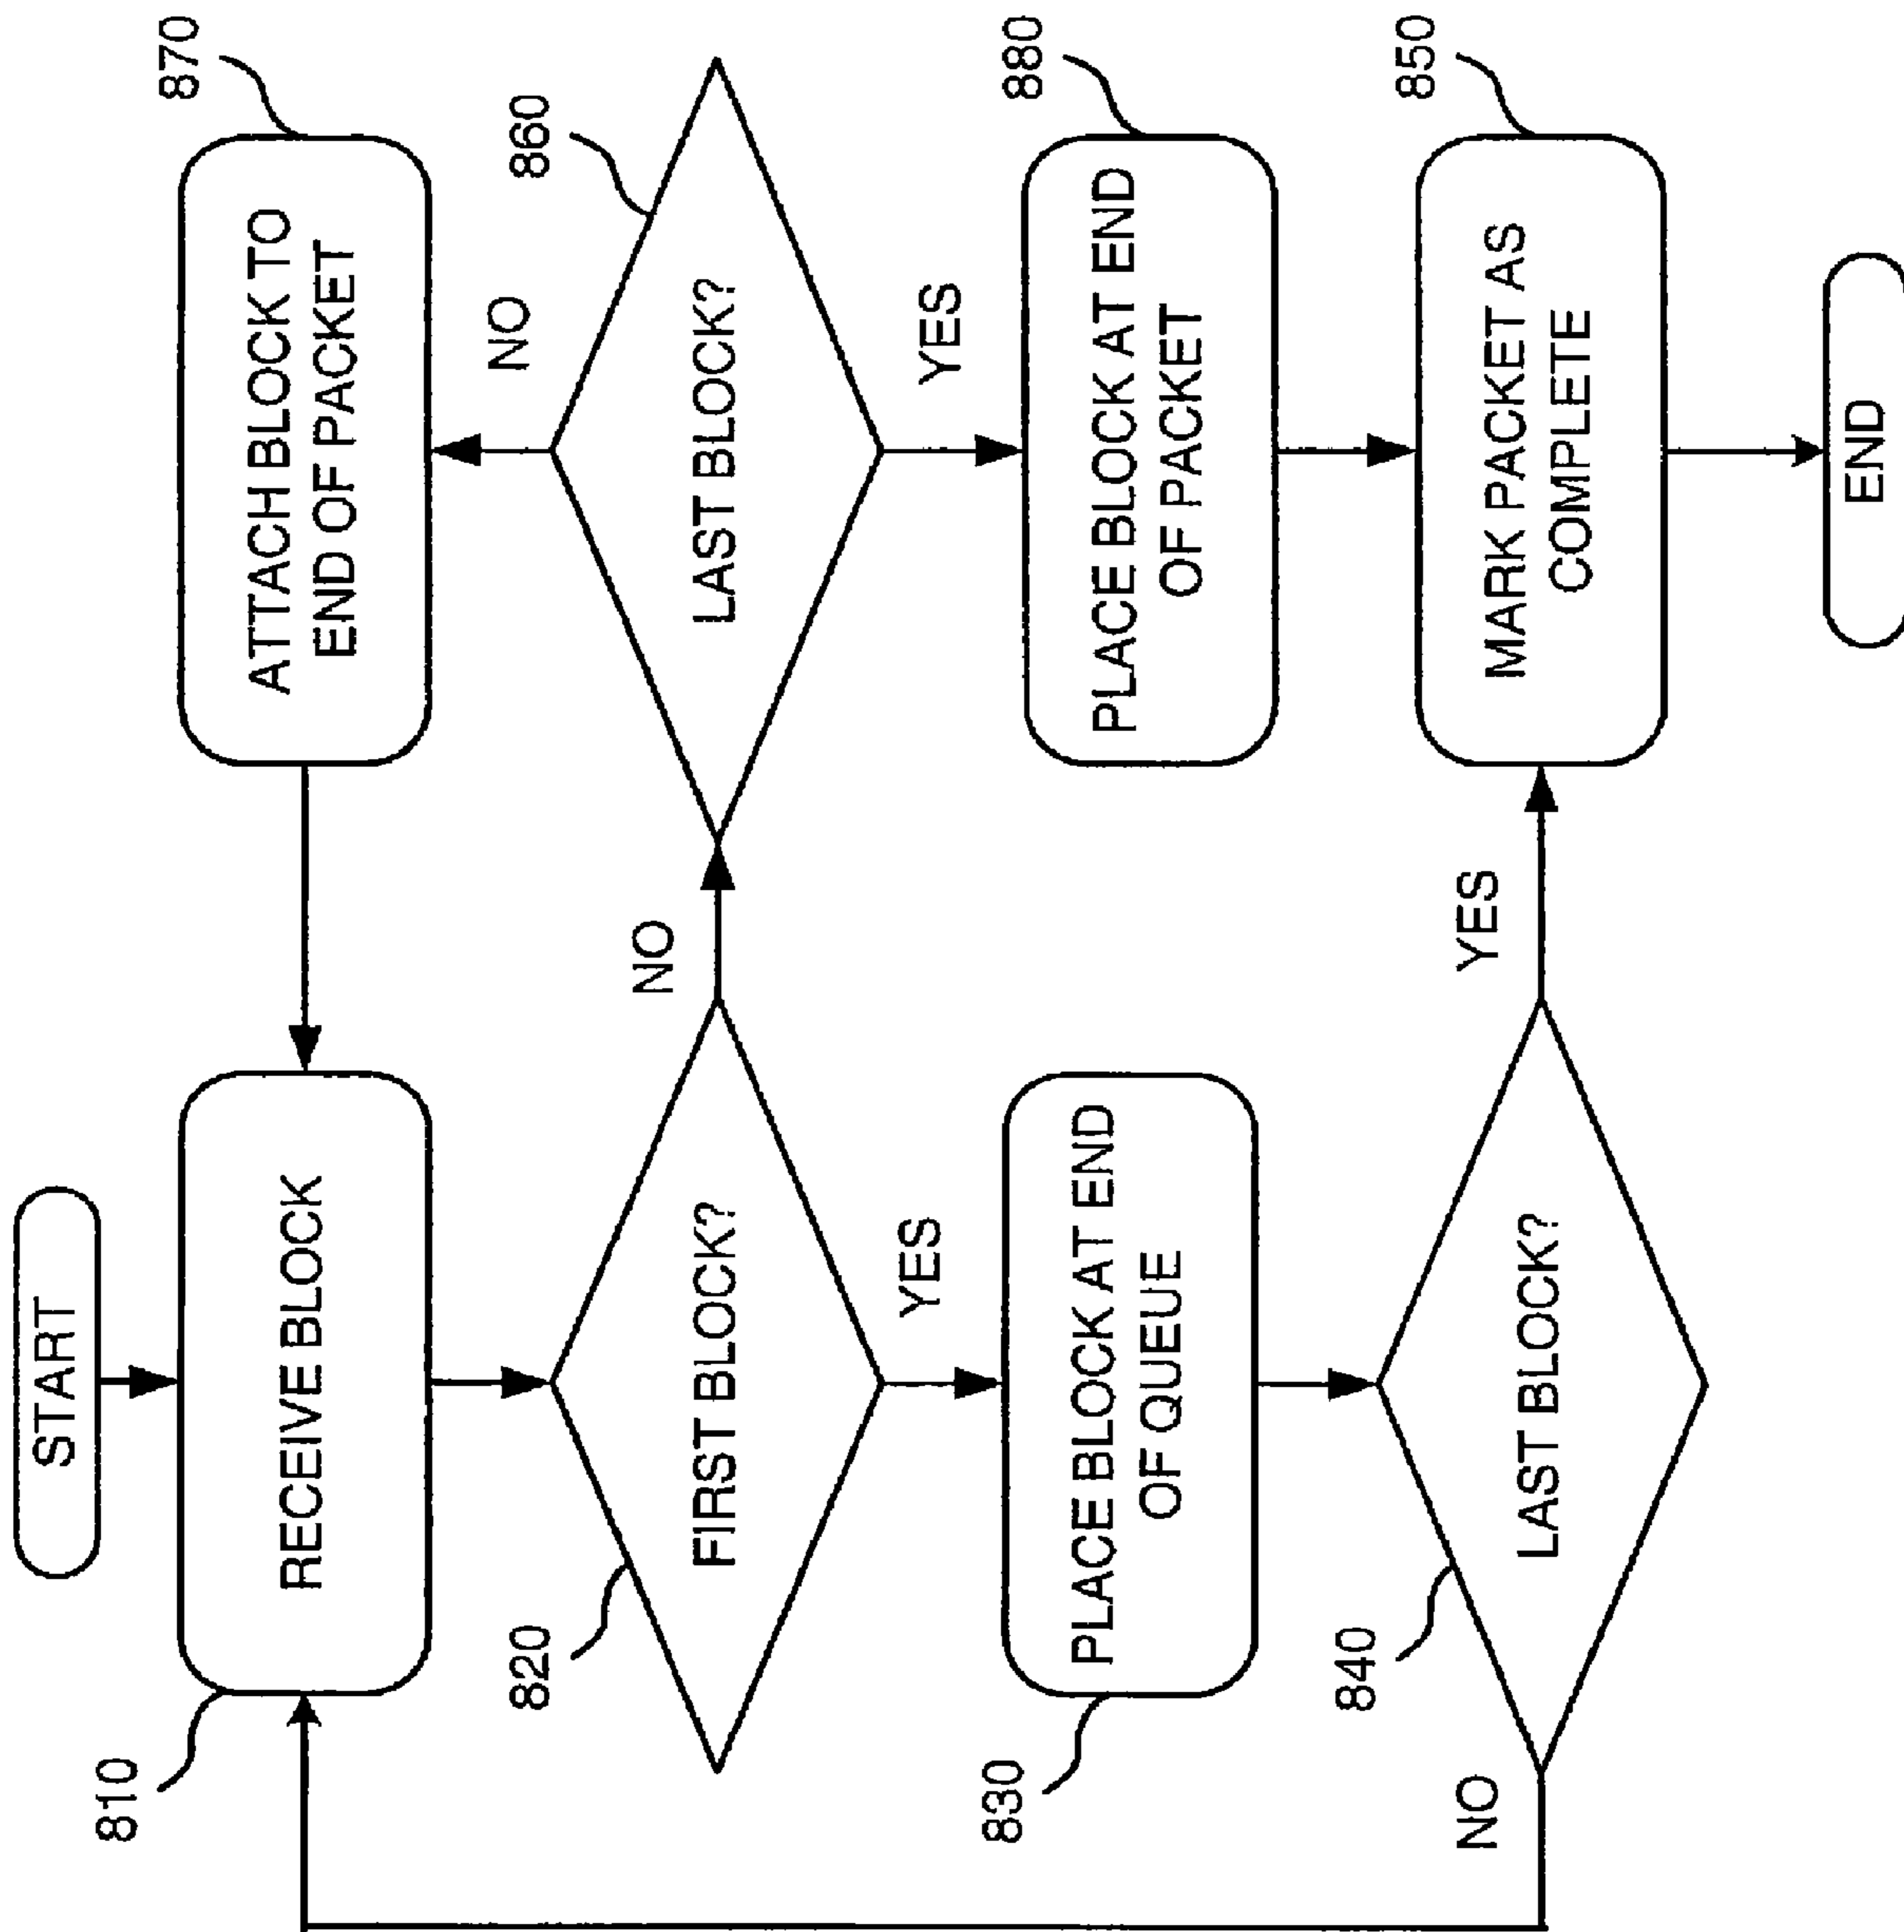 START
810
RECEIVE BLOCK
820
FIRST BLOCK?
NO
YES
830
PLACE BLOCK AT END
OF QUEUE
840
LAST BLOCK?
NO
YES
870
ATTACH BLOCK TO
END OF PACKET
NO
860
LAST BLOCK?
YES
880
PLACE BLOCK AT END
OF PACKET
850
MARK PACKET AS
COMPLETE
END